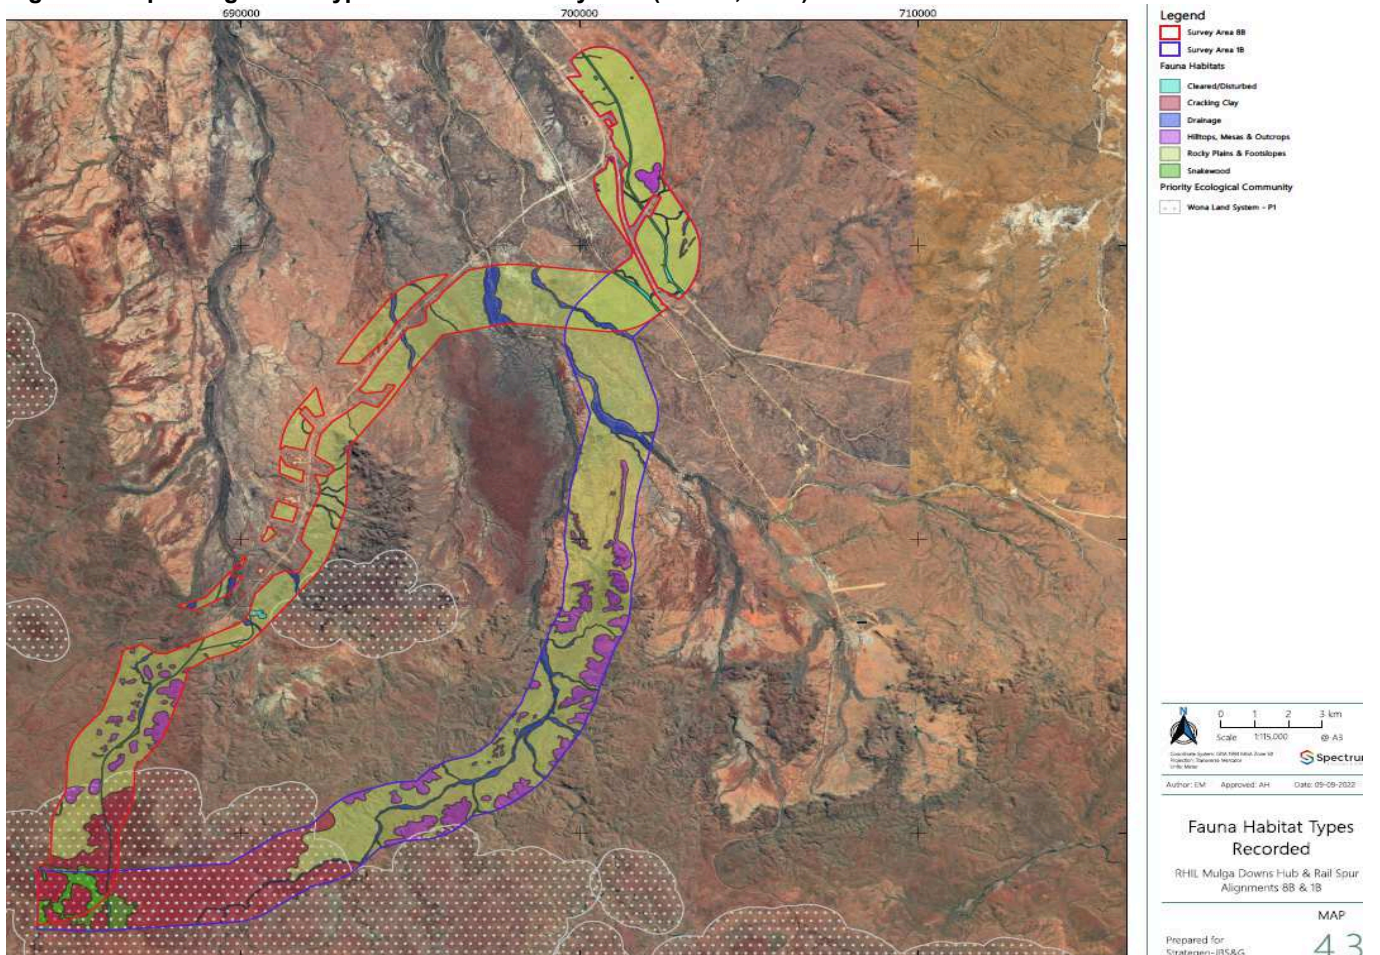 690000
700000
710000
Legend
Survey Area 8B
Survey Area 1B
Fauna Habitats
Cleared/Disturbed
Cracking Clay
Drainage
Hilltops, Mesas & Outcrops
Rocky Plains & Footslopes
Snakewood
Priority Ecological Community
Wona Land System - P1
N
0 1 2 3 km
Scale 1:115,000 @ A3
Spectru
Author: EM Approved: AH Date: 09-09-2022
Fauna Habitat Types
Recorded
RHIL Mulga Downs Hub & Rail Spur
Alignments 8B & 1B
MAP
Prepared for
4.3